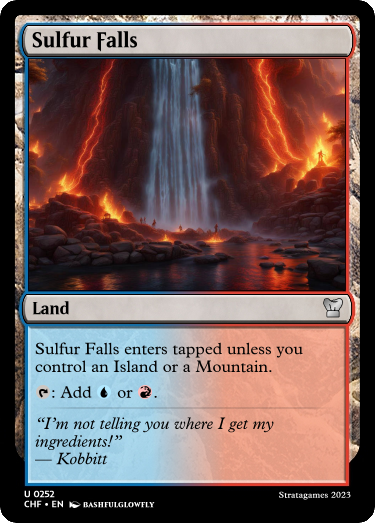 Sulfur Falls
Land
Sulfur Falls enters tapped unless you
control an Island or a Mountain.
: Add or .
“I’m not telling you where I get my
ingredients!”
— Kobbitt
U 0252
CHF • EN BASHFULGLOWFLY
Stratagames 2023